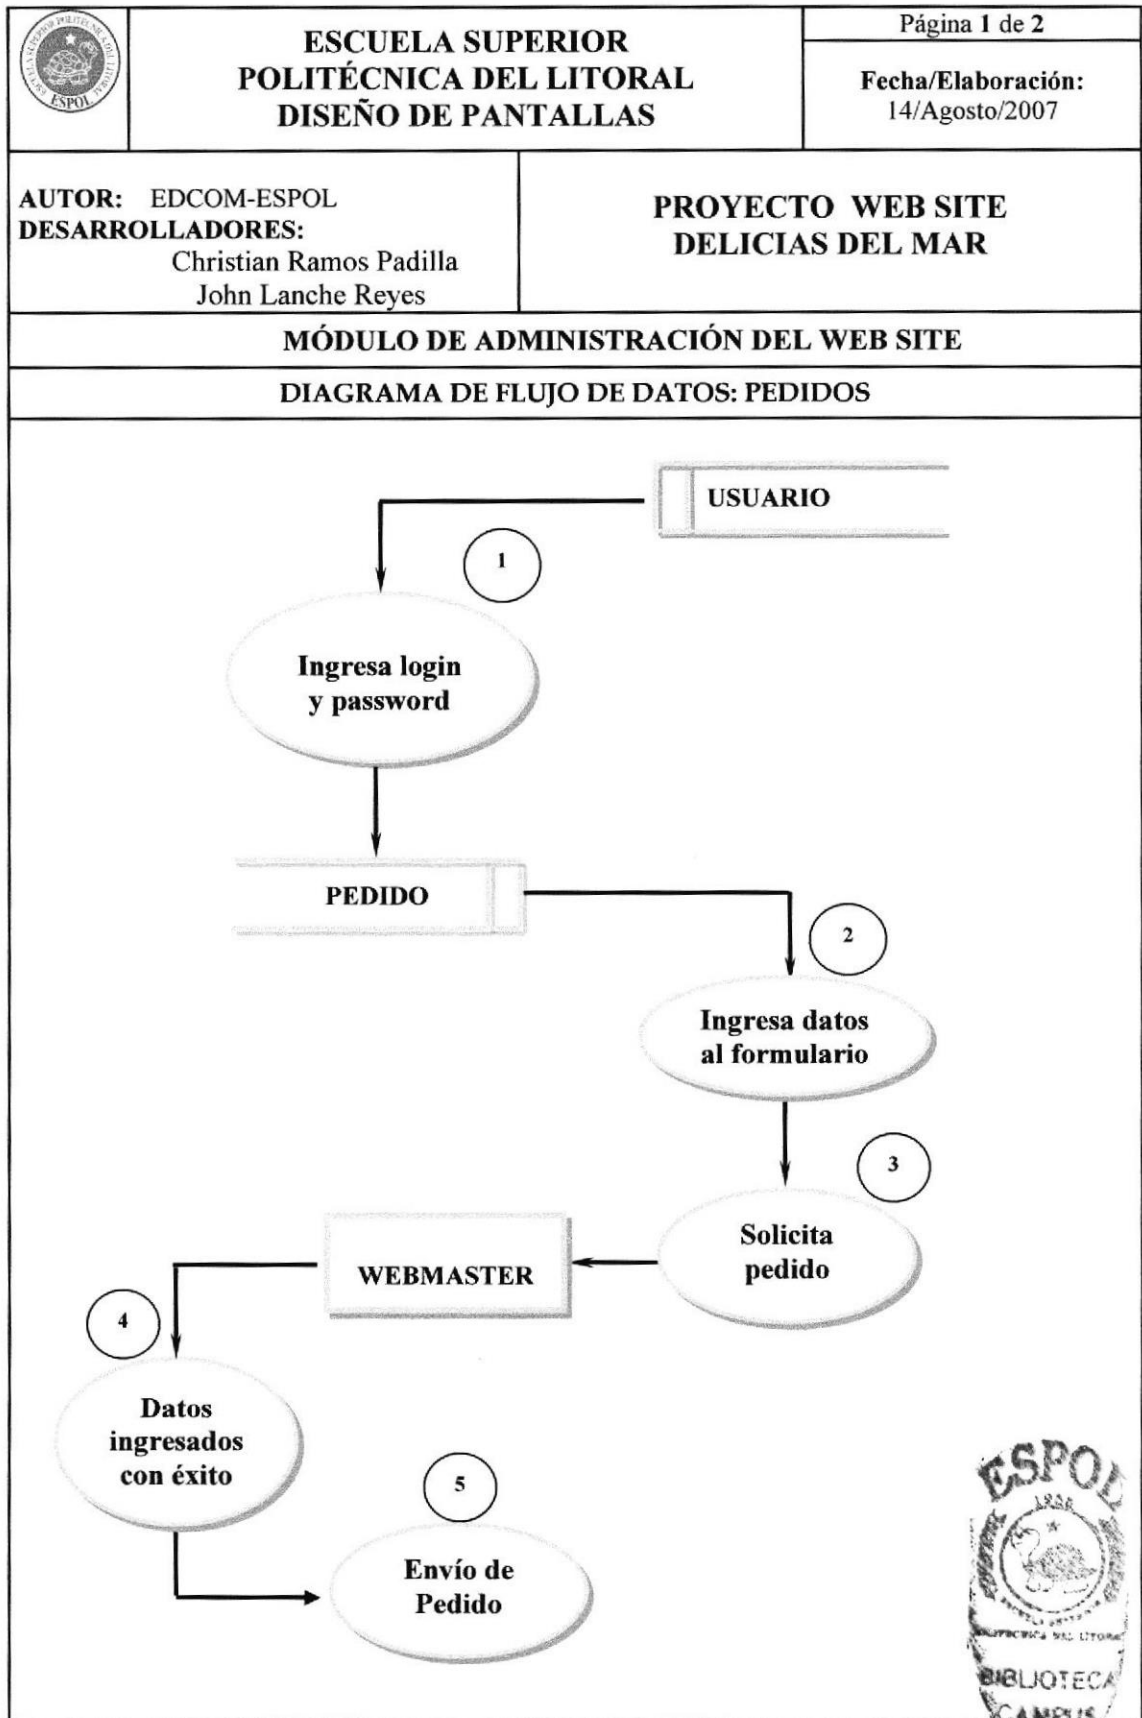 ESPOL
ESCUELA SUPERIOR
POLITÉCNICA DEL LITORAL
DISEÑO DE PANTALLAS
Página 1 de 2
Fecha/Elaboración:
14/Agosto/2007
AUTOR: EDCOM-ESPOL
DESARROLLADORES:
Christian Ramos Padilla
John Lanche Reyes
PROYECTO WEB SITE
DELICIAS DEL MAR
MÓDULO DE ADMINISTRACIÓN DEL WEB SITE
DIAGRAMA DE FLUJO DE DATOS: PEDIDOS
USUARIO
1
Ingresa login
y password
PEDIDO
2
Ingresa datos
al formulario
3
Solicita
pedido
WEBMASTER
4
Datos
ingresados
con éxito
5
Envío de
Pedido
ESPOL
BIBLIOTECA
CAMPUS